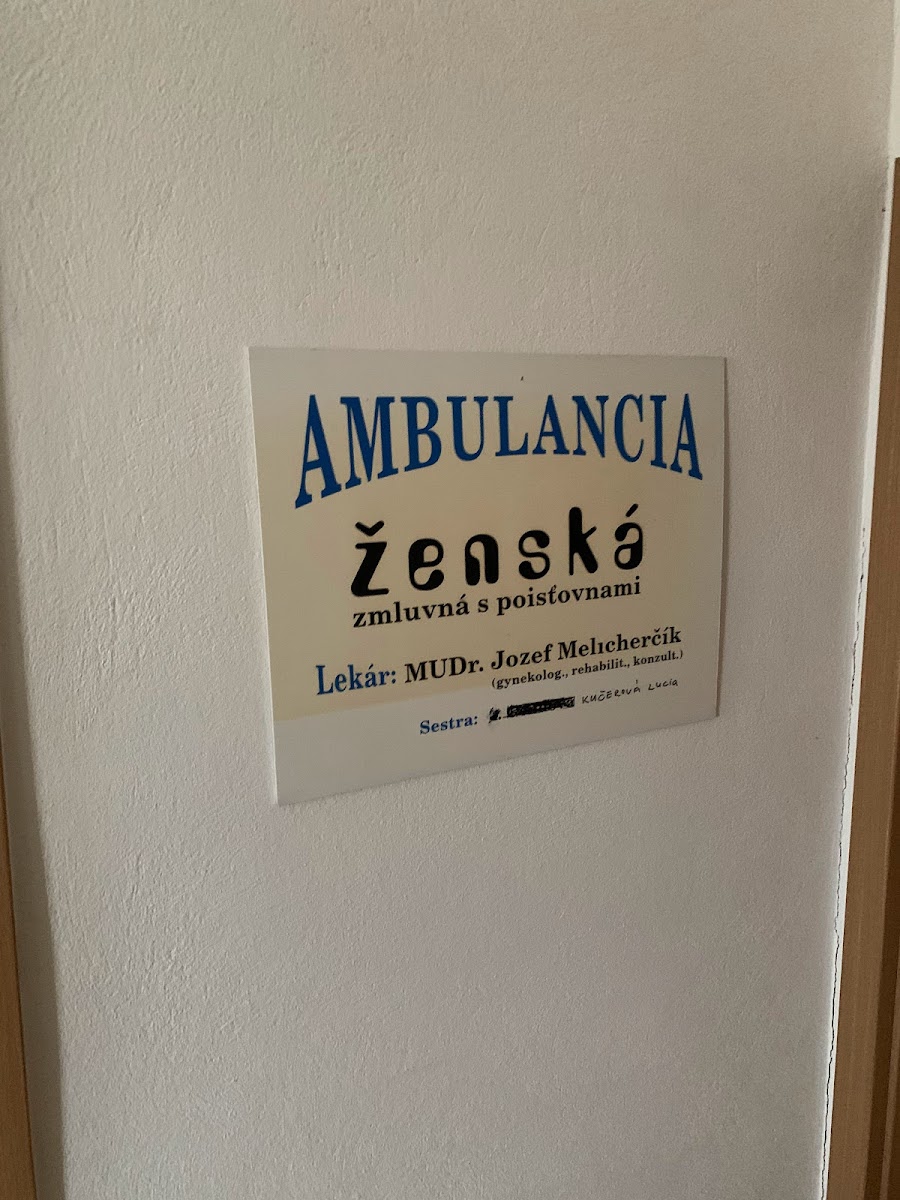 AMBULANCIA
ženská
zmluvná s poisťovnami
Lekár: MUDr. Jozef Melicherčík
(gynekolog., rehabilit., konzult.)
Sestra: KUČEROVÁ LUCIA